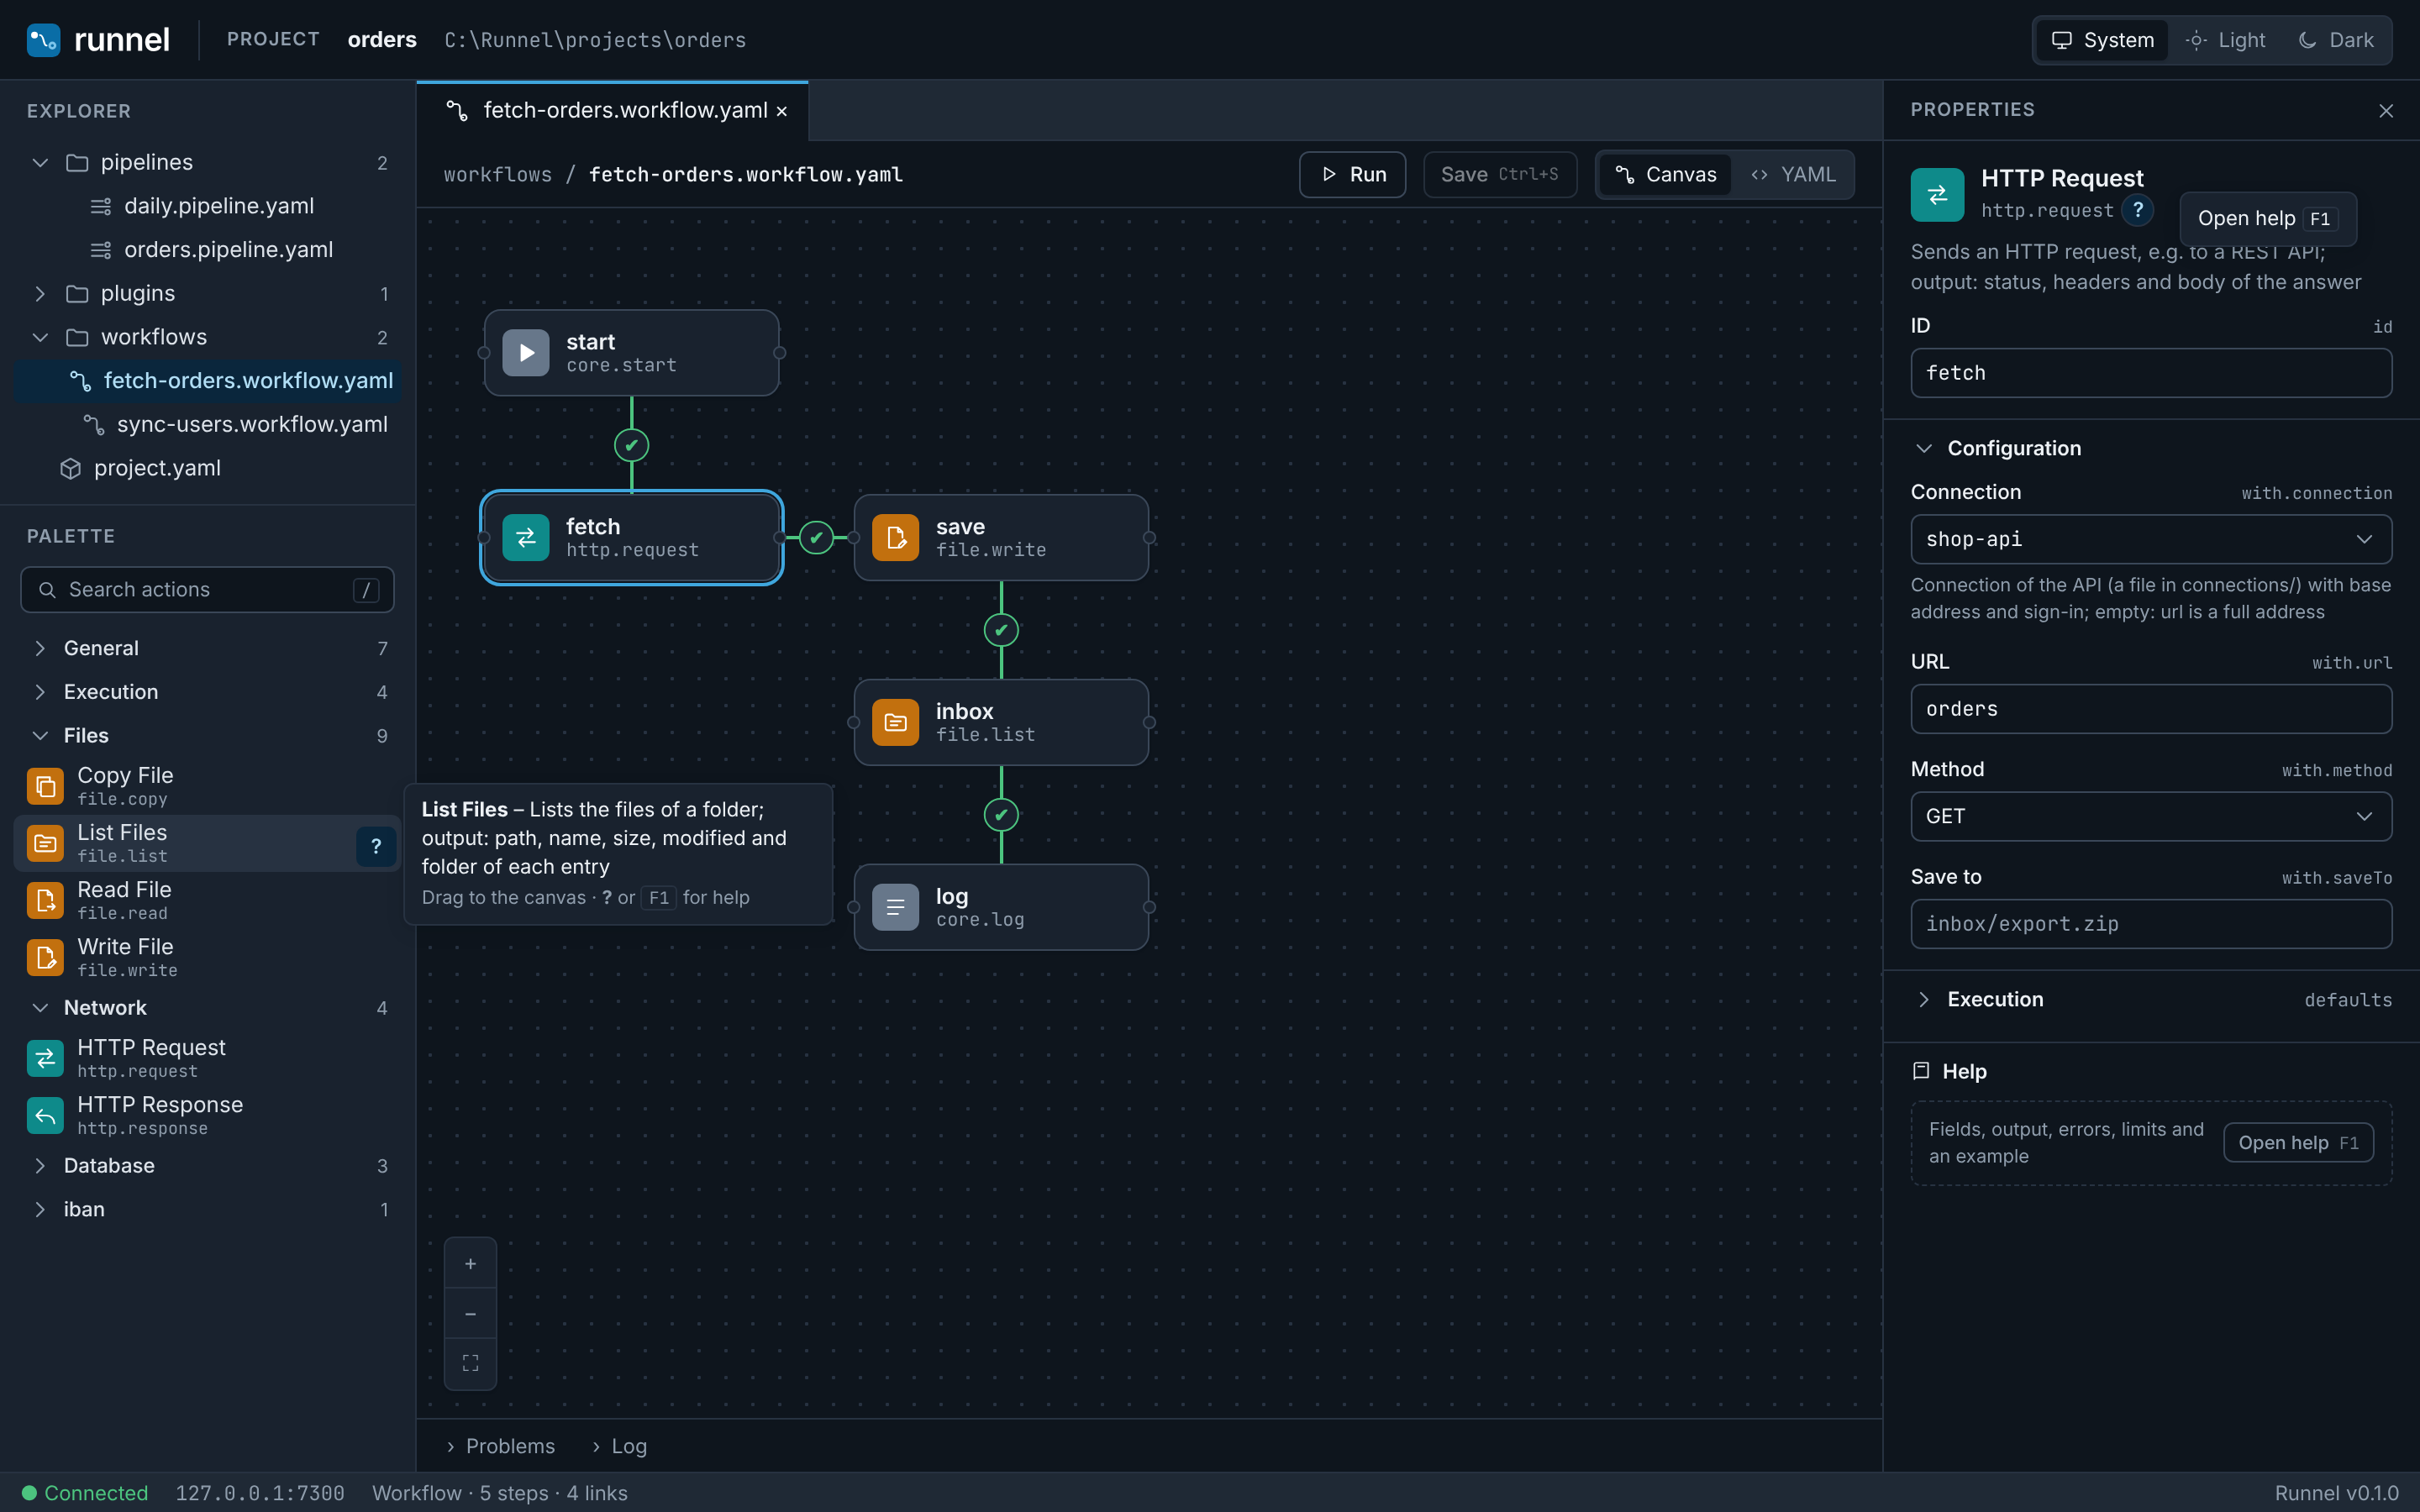 runnel
PROJECT orders C:\Runnel\projects\orders
System Light Dark
EXPLORER
pipelines 2
daily.pipeline.yaml
orders.pipeline.yaml
plugins 1
workflows 2
fetch-orders.workflow.yaml
sync-users.workflow.yaml
project.yaml
PALETTE
Search actions /
General 7
Execution 4
Files 9
Copy File
file.copy
List Files
file.list
?
Read File
file.read
Write File
file.write
Network 4
HTTP Request
http.request
HTTP Response
http.response
Database 3
iban 1
fetch-orders.workflow.yaml ×
workflows / fetch-orders.workflow.yaml
Run
Save Ctrl+S
Canvas
YAML
start
core.start
fetch
http.request
save
file.write
inbox
file.list
log
core.log
List Files – Lists the files of a folder;
output: path, name, size, modified and
folder of each entry
Drag to the canvas · ? or F1 for help
+
−
Problems
Log
PROPERTIES
HTTP Request
http.request ?
Open help F1
Sends an HTTP request, e.g. to a REST API;
output: status, headers and body of the answer
ID id
fetch
Configuration
Connection with.connection
shop-api
Connection of the API (a file in connections/) with base
address and sign-in; empty: url is a full address
URL with.url
orders
Method with.method
GET
Save to with.saveTo
inbox/export.zip
Execution defaults
Help
Fields, output, errors, limits and
an example
Open help F1
Connected 127.0.0.1:7300 Workflow · 5 steps · 4 links
Runnel v0.1.0